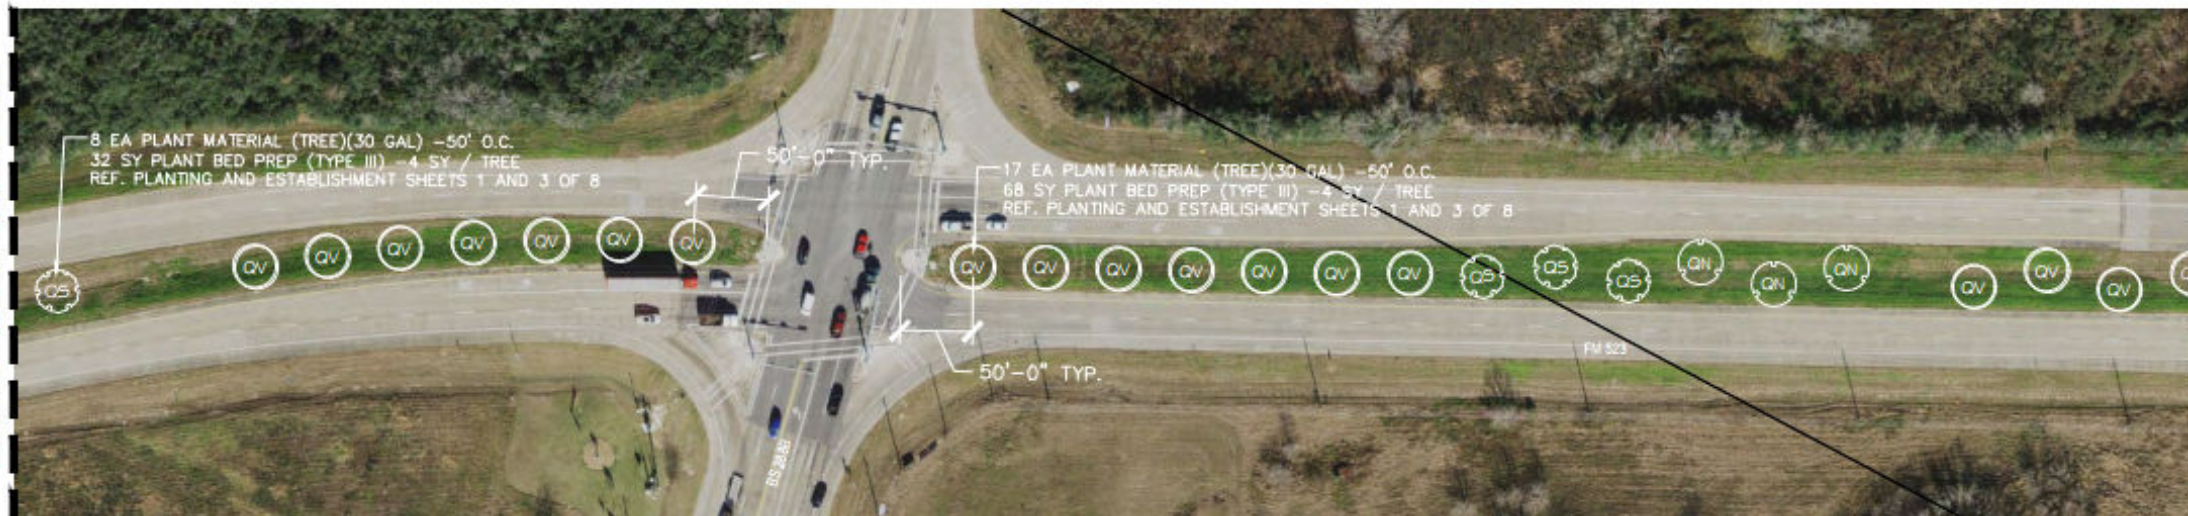 8 EA PLANT MATERIAL (TREE)(30 GAL) -50' O.C.
32 SY PLANT BED PREP (TYPE III) -4 SY / TREE
REF. PLANTING AND ESTABLISHMENT SHEETS 1 AND 3 OF 8
50'-0" TYP.
17 EA PLANT MATERIAL (TREE)(30 GAL) -50' O.C.
68 SY PLANT BED PREP (TYPE III) -4 SY / TREE
REF. PLANTING AND ESTABLISHMENT SHEETS 1 AND 3 OF 8
QS QV QV QV QV QV QV QV QV QV QV QV QV QV QV QS QS QS QN QN QN QV QV QV
FM 523
50'-0" TYP.